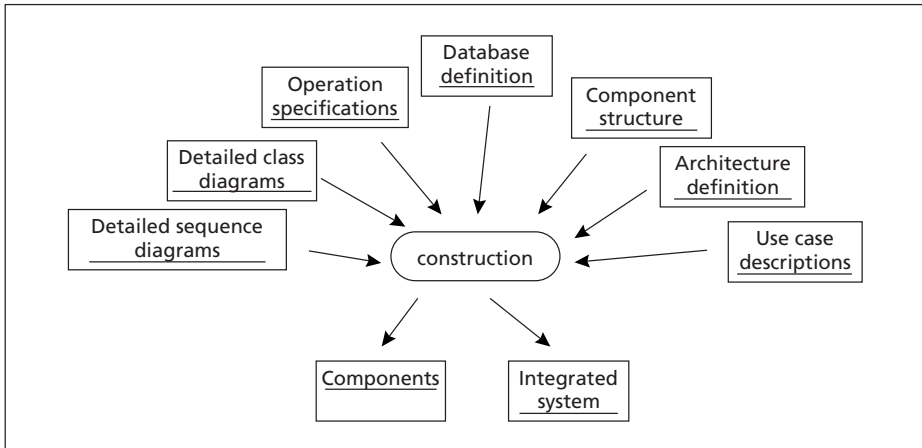 Database
definition
Operation
specifications
Component
structure
Detailed class
diagrams
Architecture
definition
Detailed sequence
diagrams
Use case
descriptions
construction
Components
Integrated
system